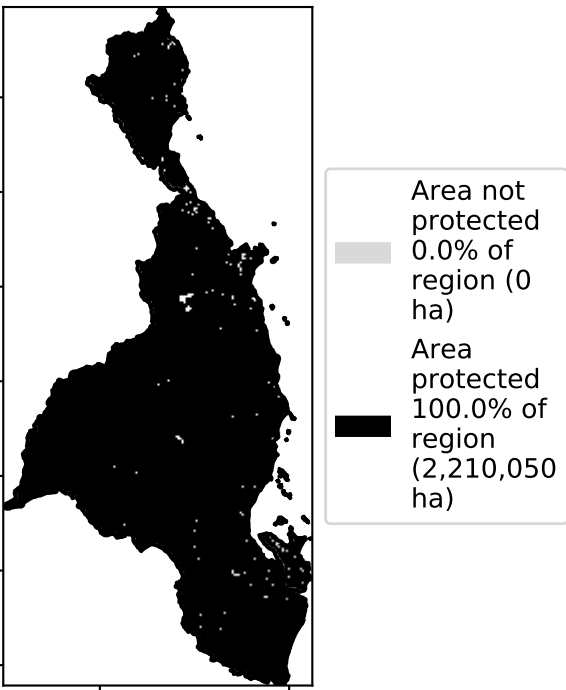 Area not
protected
0.0% of
region (0
ha)
Area
protected
100.0% of
region
(2,210,050
ha)